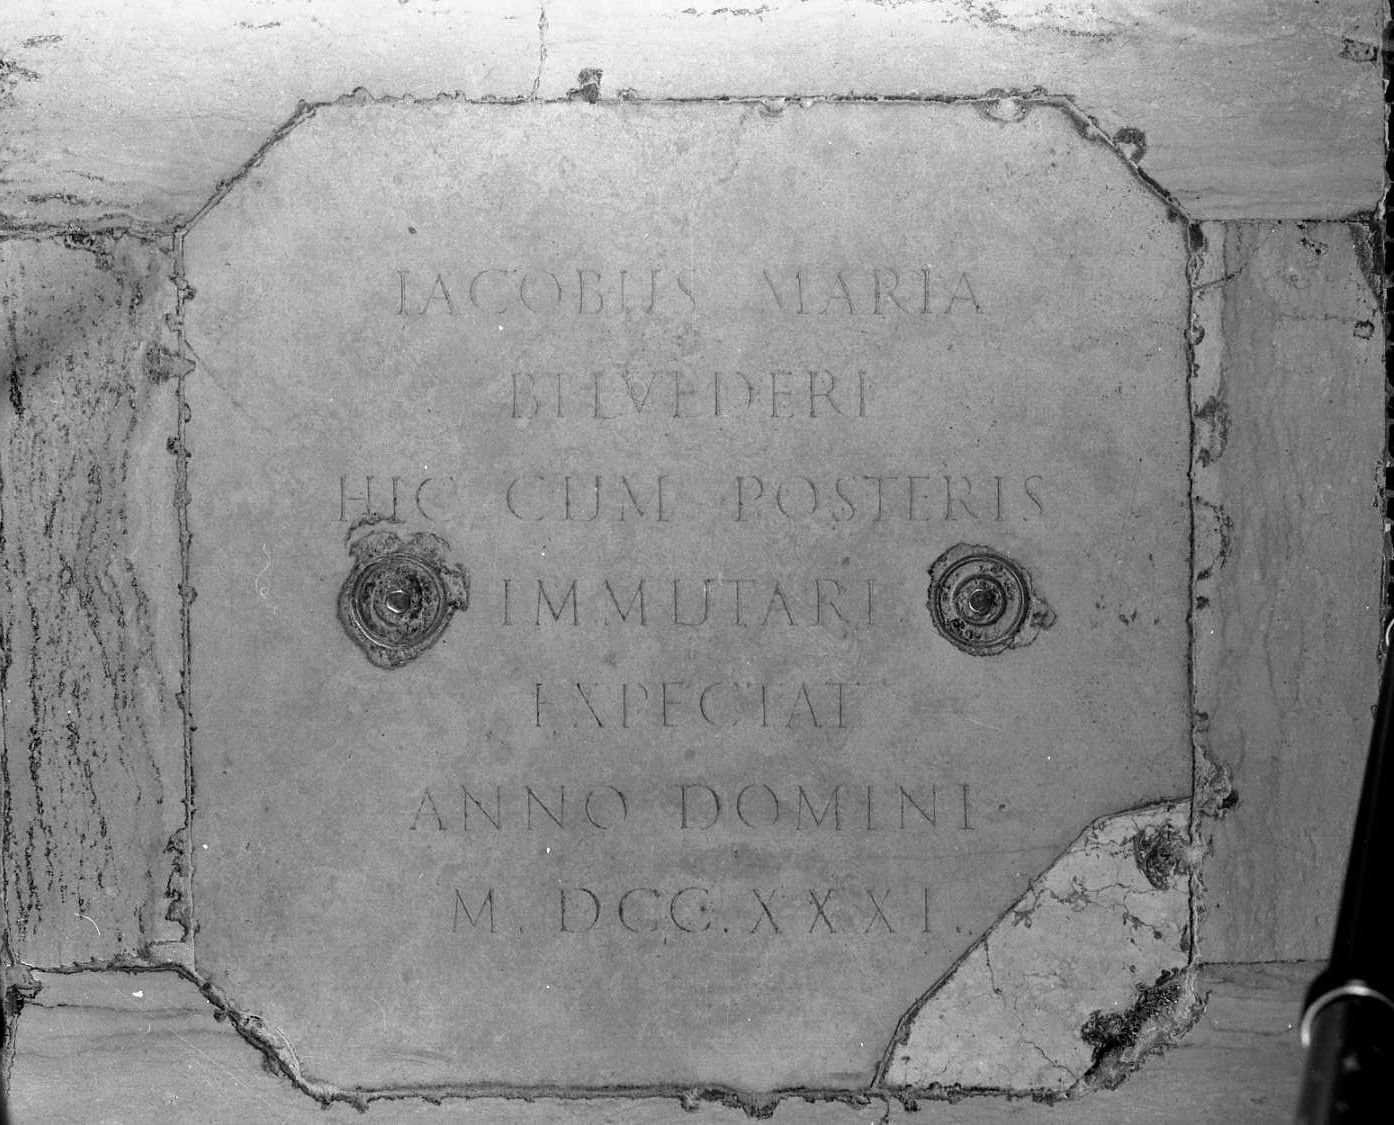 IACOBUS MARIA
BELVEDERI
HIC CUM POSTERIS
IMMUTARI
EXPECTAT
ANNO DOMINI
M. DCC. XXXI.